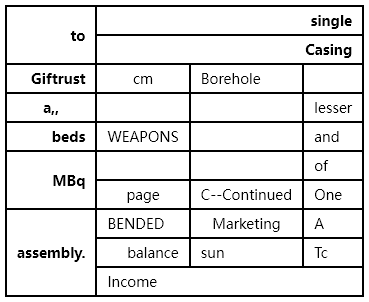 to single
Casing
Giftrust cm Borehole
a,, lesser
beds WEAPONS and
MBq of
page C--Continued One
assembly. BENDED Marketing A
balance sun Tc
Income